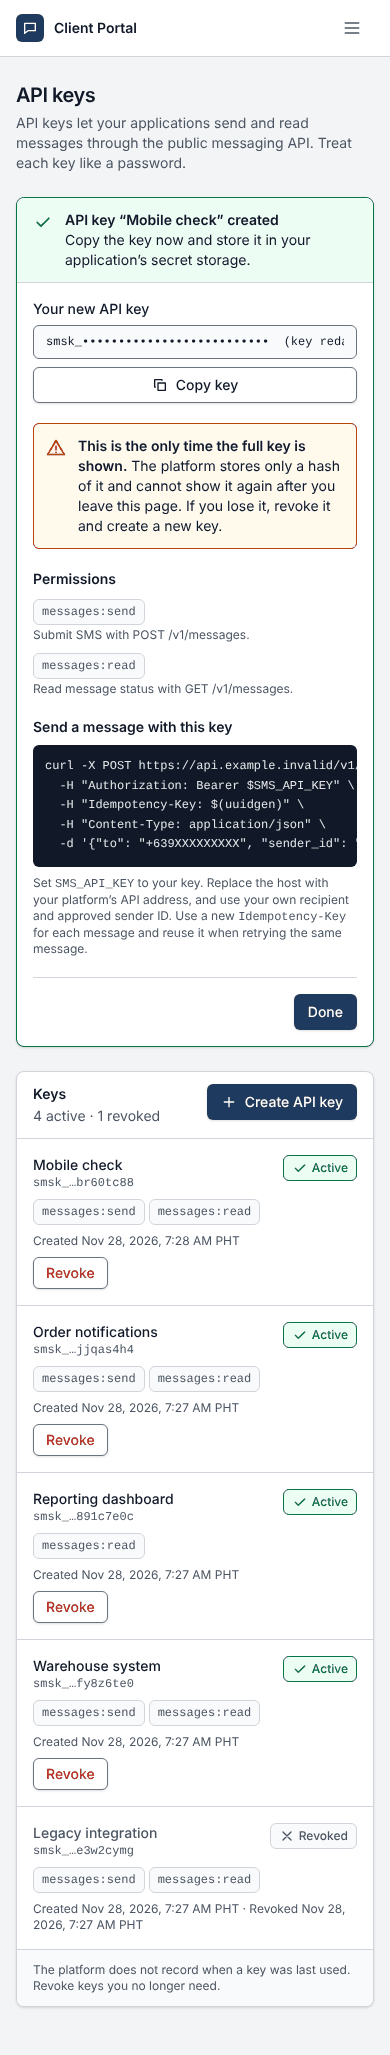 Client Portal
API keys
API keys let your applications send and read
messages through the public messaging API. Treat
each key like a password.
API key “Mobile check” created
Copy the key now and store it in your
application’s secret storage.
Your new API key
smsk_•••••••••••••••••••••••••• (key reda
Copy key
This is the only time the full key is
shown. The platform stores only a hash
of it and cannot show it again after you
leave this page. If you lose it, revoke it
and create a new key.
Permissions
messages:send
Submit SMS with POST /v1/messages.
messages:read
Read message status with GET /v1/messages.
Send a message with this key
curl -X POST https://api.example.invalid/v1/
-H "Authorization: Bearer $SMS_API_KEY" \
-H "Idempotency-Key: $(uuidgen)" \
-H "Content-Type: application/json" \
-d '{"to": "+639XXXXXXXXX", "sender_id": "
Set SMS_API_KEY to your key. Replace the host with
your platform’s API address, and use your own recipient
and approved sender ID. Use a new Idempotency-Key
for each message and reuse it when retrying the same
message.
Done
Keys
4 active · 1 revoked
Create API key
Mobile check
Active
smsk_…br60tc88
messages:send messages:read
Created Nov 28, 2026, 7:28 AM PHT
Revoke
Order notifications
Active
smsk_…jjqas4h4
messages:send messages:read
Created Nov 28, 2026, 7:27 AM PHT
Revoke
Reporting dashboard
Active
smsk_…891c7e0c
messages:read
Created Nov 28, 2026, 7:27 AM PHT
Revoke
Warehouse system
Active
smsk_…fy8z6te0
messages:send messages:read
Created Nov 28, 2026, 7:27 AM PHT
Revoke
Legacy integration
Revoked
smsk_…e3w2cymg
messages:send messages:read
Created Nov 28, 2026, 7:27 AM PHT · Revoked Nov 28,
2026, 7:27 AM PHT
The platform does not record when a key was last used.
Revoke keys you no longer need.